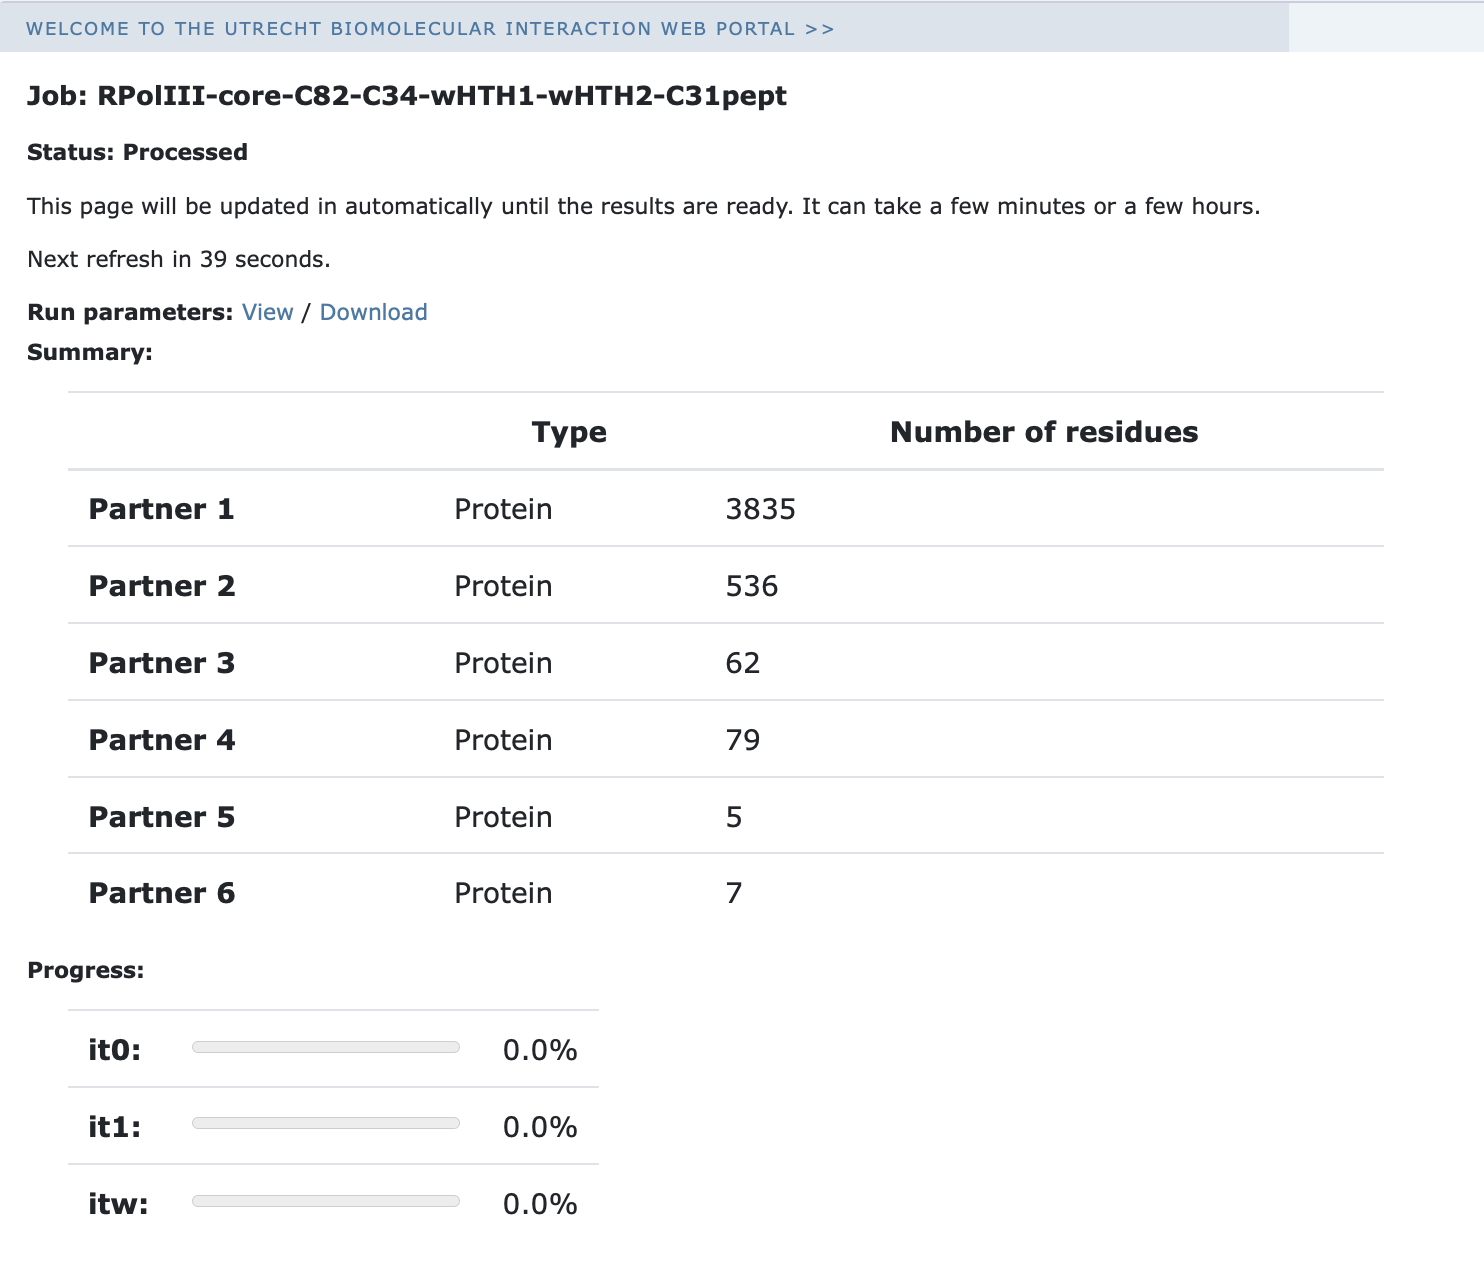 WELCOME TO THE UTRECHT BIOMOLECULAR INTERACTION WEB PORTAL >>
Job: RPolIII-core-C82-C34-wHTH1-wHTH2-C31pept
Status: Processed
This page will be updated in automatically until the results are ready. It can take a few minutes or a few hours.
Next refresh in 39 seconds.
Run parameters: View / Download
Summary:
Type Number of residues
Partner 1 Protein 3835
Partner 2 Protein 536
Partner 3 Protein 62
Partner 4 Protein 79
Partner 5 Protein 5
Partner 6 Protein 7
Progress:
it0: 0.0%
it1: 0.0%
itw: 0.0%